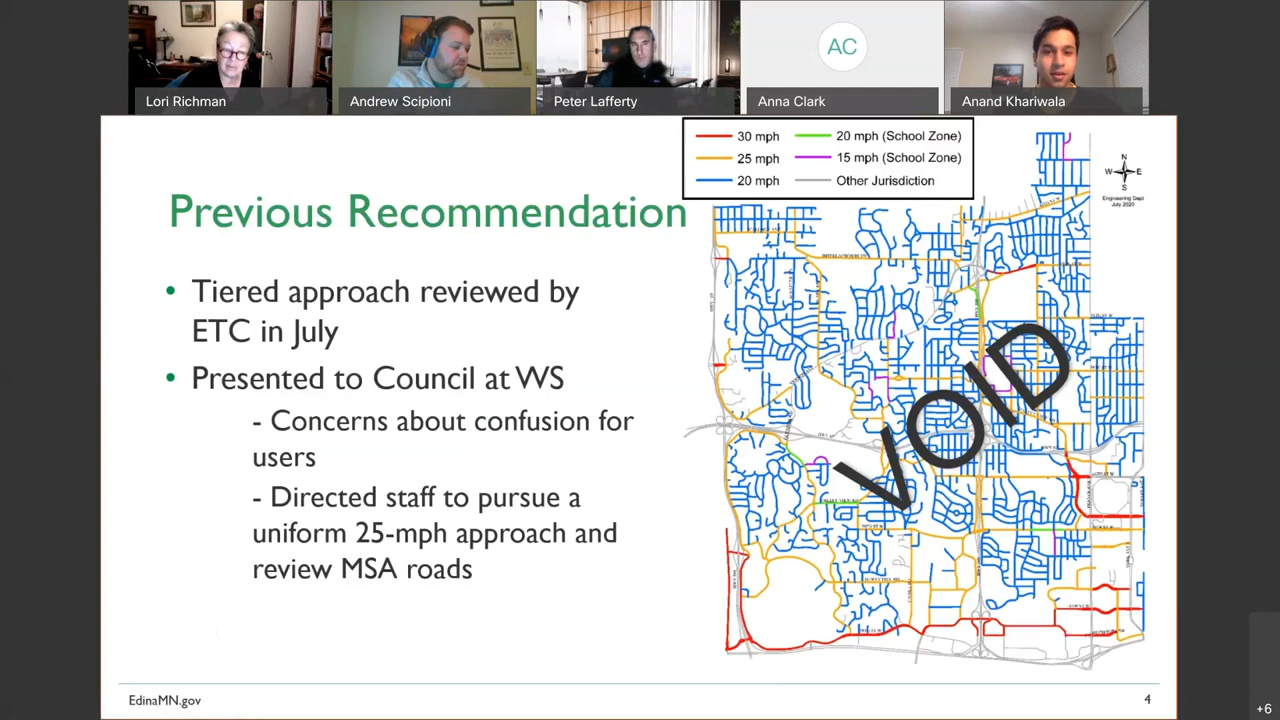 AC
Lori Richman
Andrew Scipioni
Peter Lafferty
Anna Clark
Anand Khariwala
30 mph
20 mph (School Zone)
25 mph
15 mph (School Zone)
20 mph
Other Jurisdiction
N
W E
S
Engineering Dept
July 2020
Previous Recommendation
• Tiered approach reviewed by
ETC in July
• Presented to Council at WS
- Concerns about confusion for
users
- Directed staff to pursue a
uniform 25-mph approach and
review MSA roads
VOID
EdinaMN.gov
4
+6